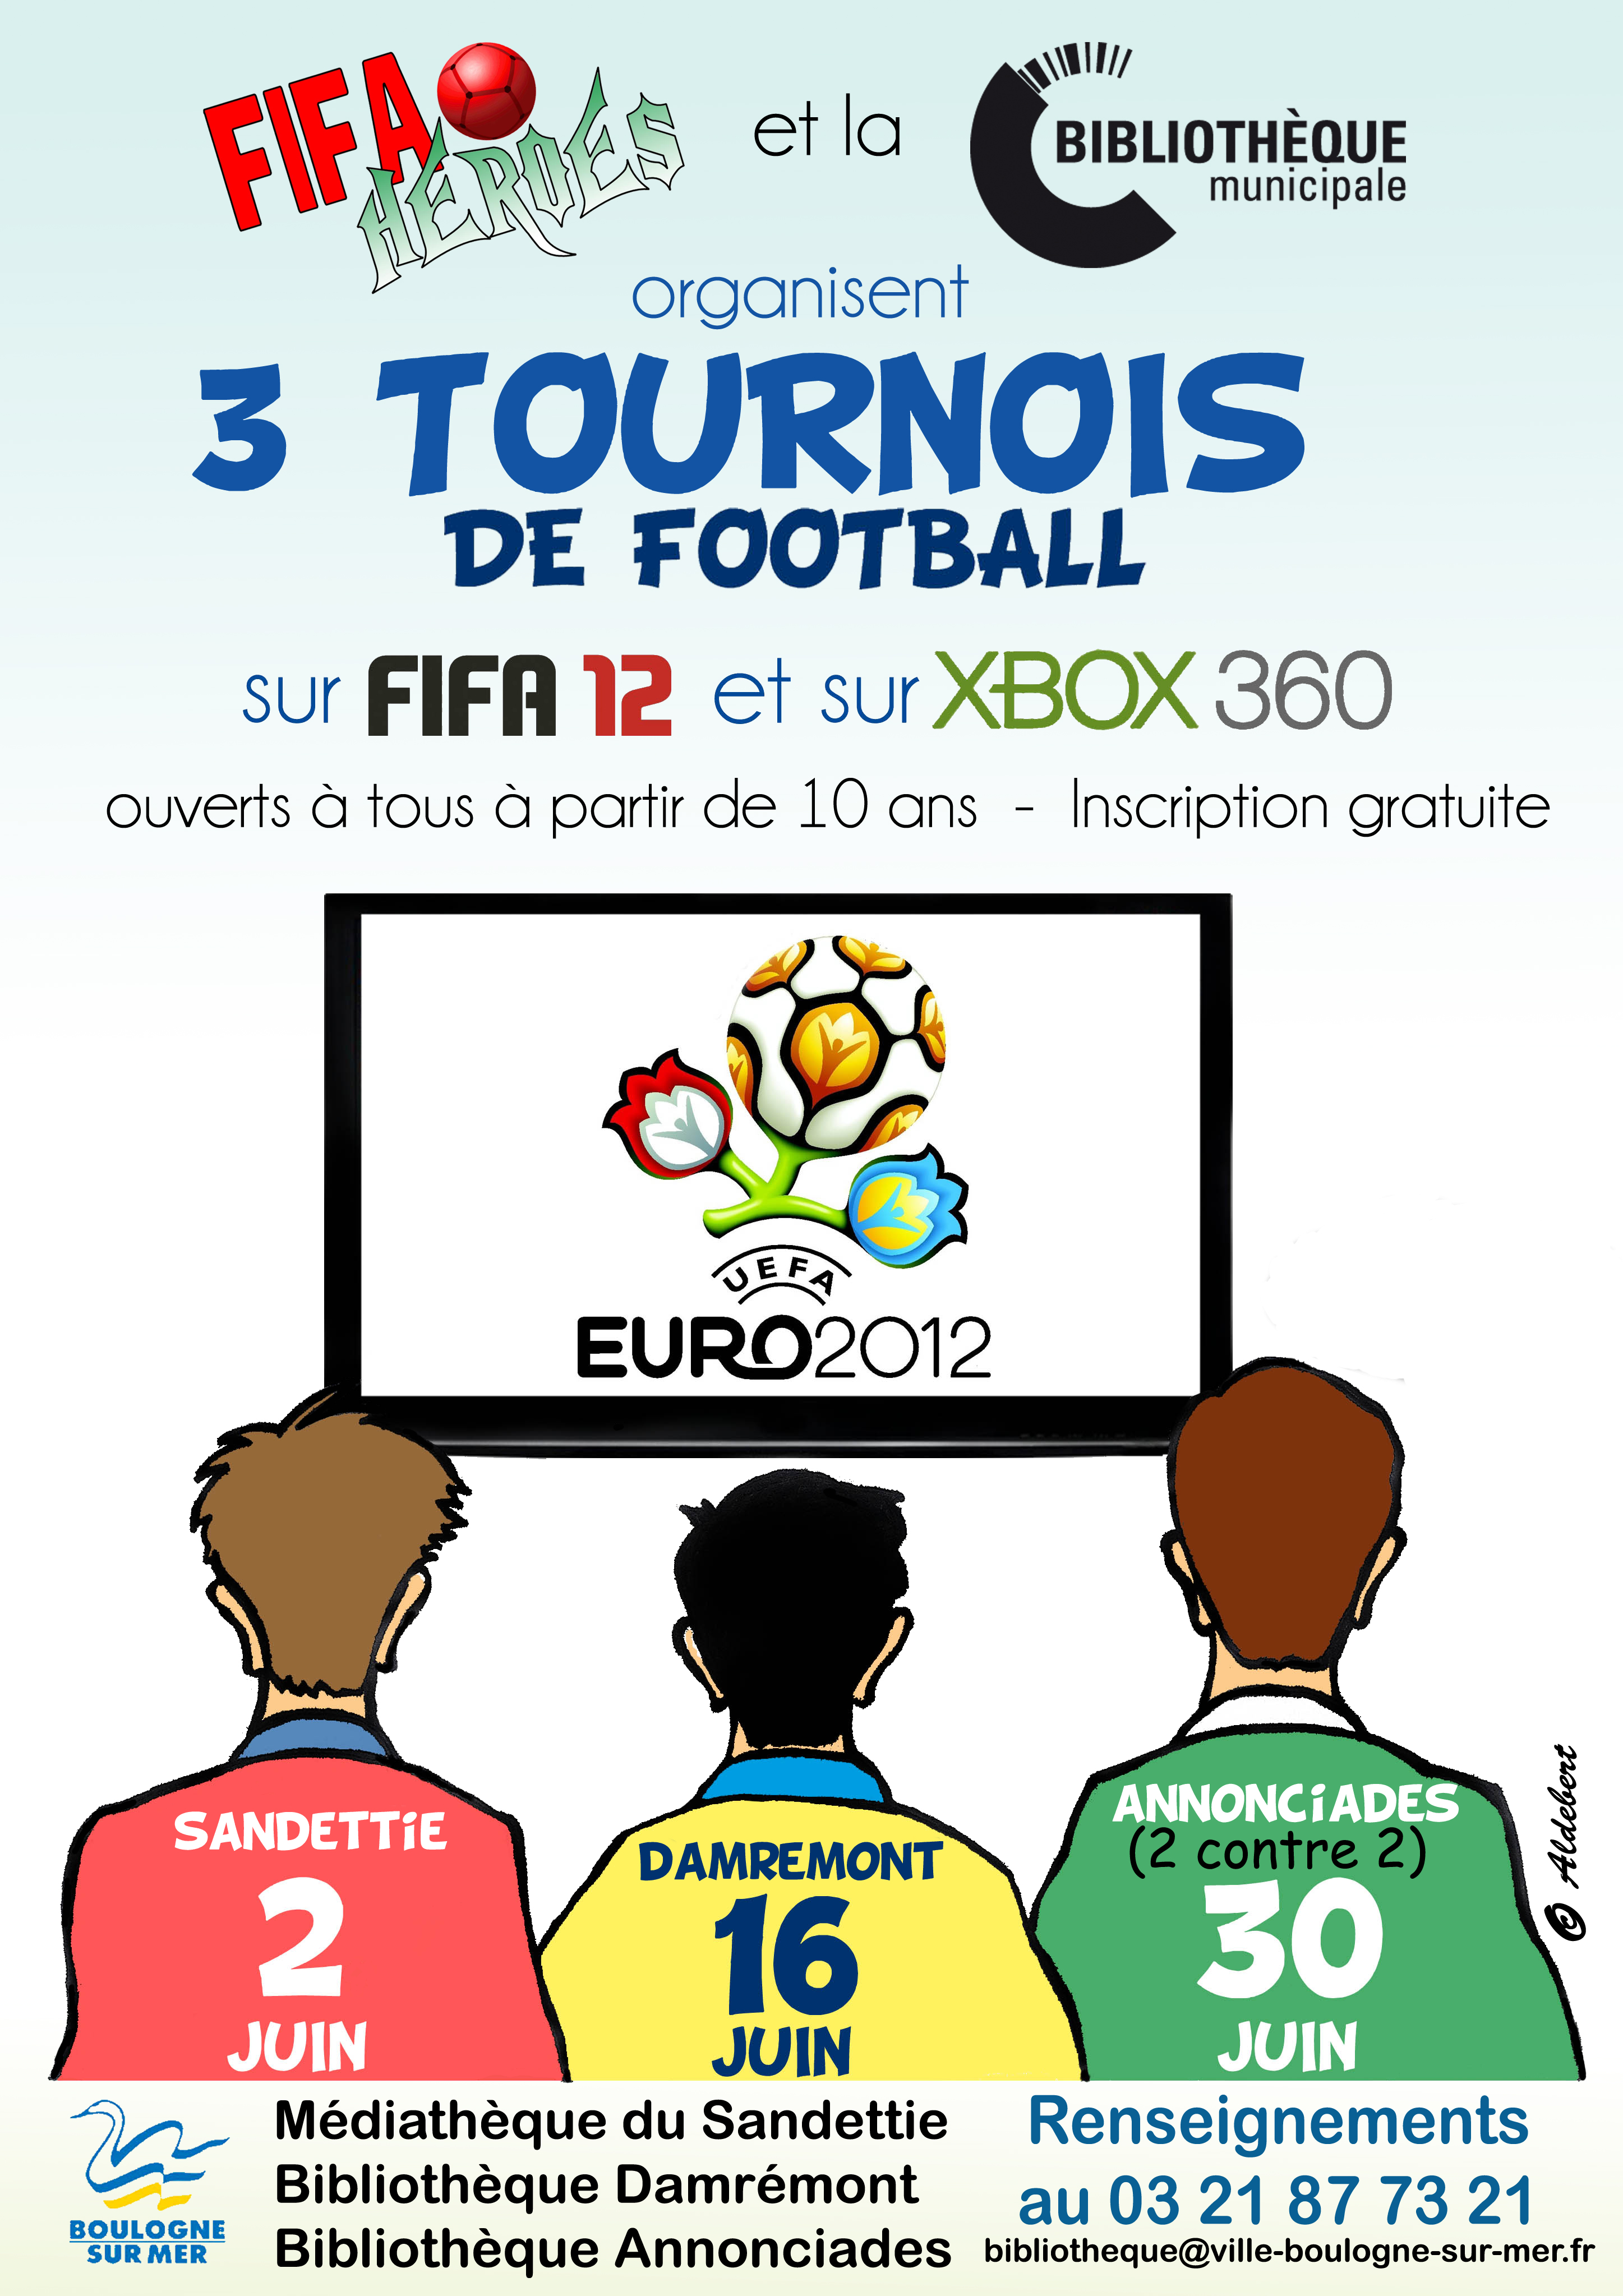 FIFA HEROES et la BIBLIOTHÈQUE municipale
organisent
3 TOURNOIS
DE FOOTBALL
sur FIFA 12 et sur XBOX 360
ouverts à tous à partir de 10 ans - Inscription gratuite
UEFA
EURO2012
SANDETTiE
2
JUIN
DAMREMONT
16
JUIN
ANNONCiADES
(2 contre 2)
30
JUIN
© Aldebert
BOULOGNE
SUR MER
Médiathèque du Sandettie
Bibliothèque Damrémont
Bibliothèque Annonciades
Renseignements
au 03 21 87 73 21
bibliotheque@ville-boulogne-sur-mer.fr